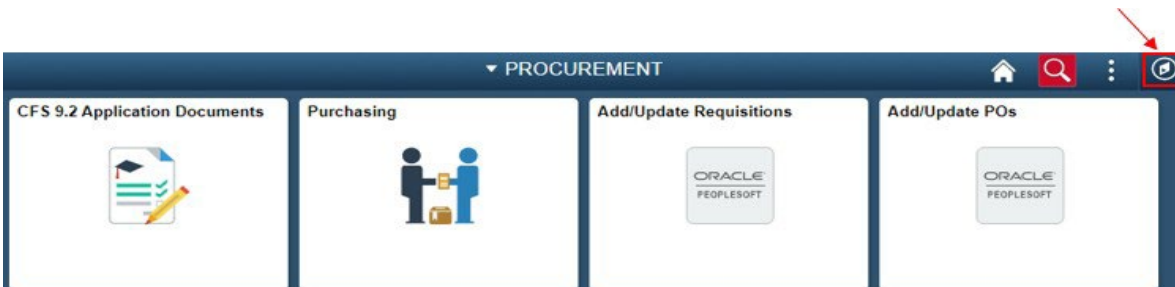 PROCUREMENT
CFS 9.2 Application Documents
Purchasing
Add/Update Requisitions
Add/Update POs
ORACLE
PEOPLESOFT
ORACLE
PEOPLESOFT